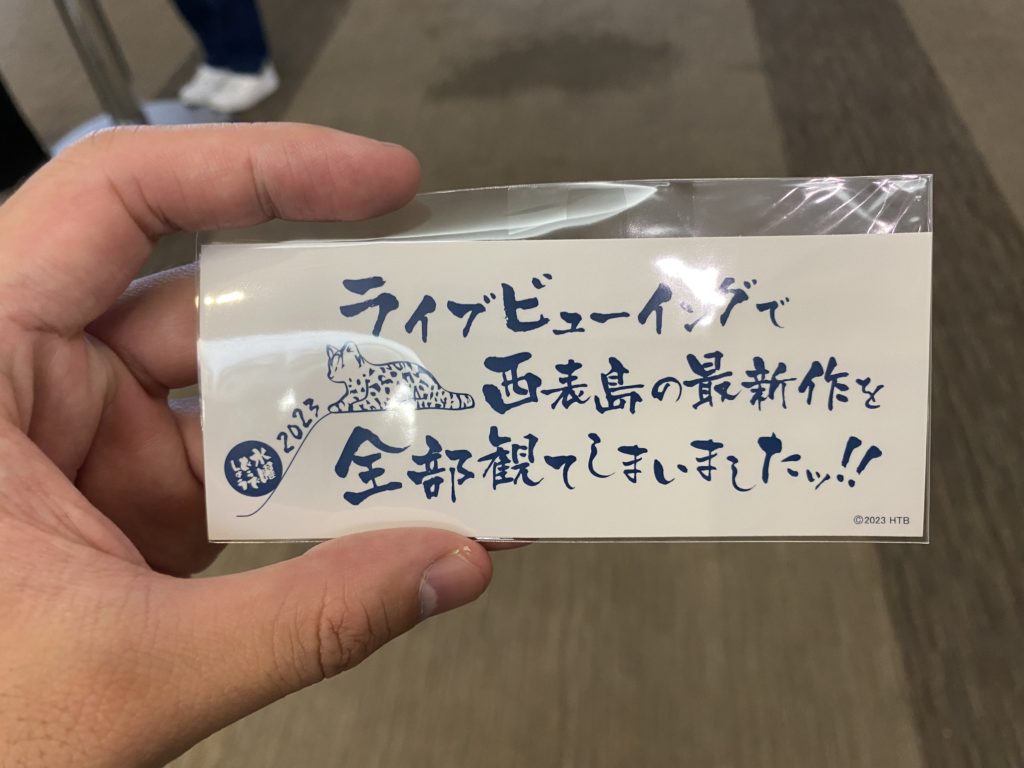 ライブビューイングで
西表島の最新作を
全部観てしまいましたッ!!
2023
水曜
どうで
しょう
©2023 HTB